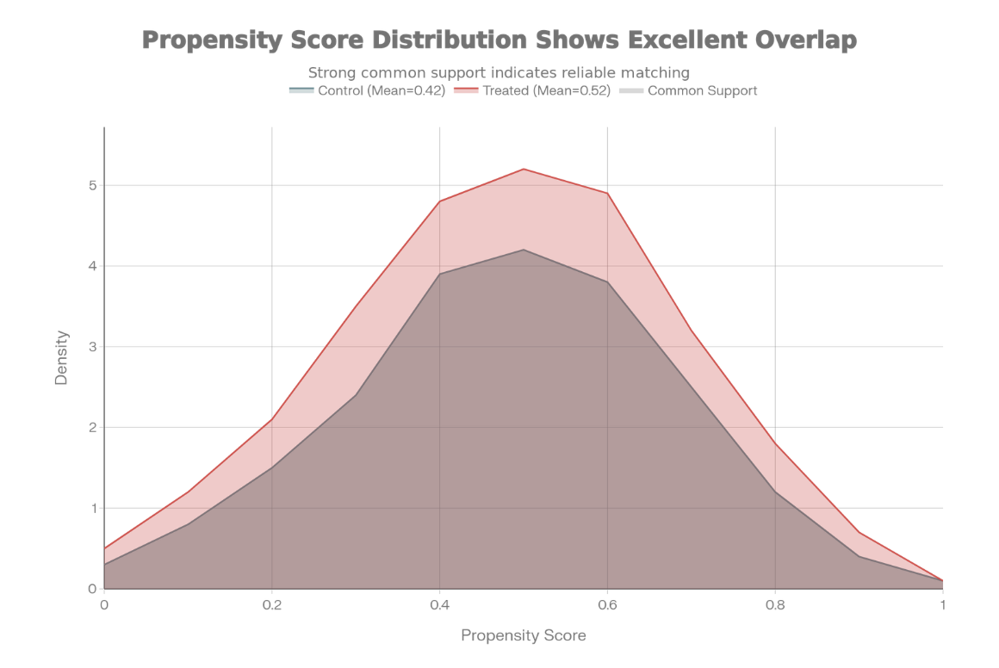 Propensity Score Distribution Shows Excellent Overlap
Strong common support indicates reliable matching
Control (Mean=0.42) Treated (Mean=0.52) Common Support
5
4
3
2
1
0
Density
0 0.2 0.4 0.6 0.8 1
Propensity Score